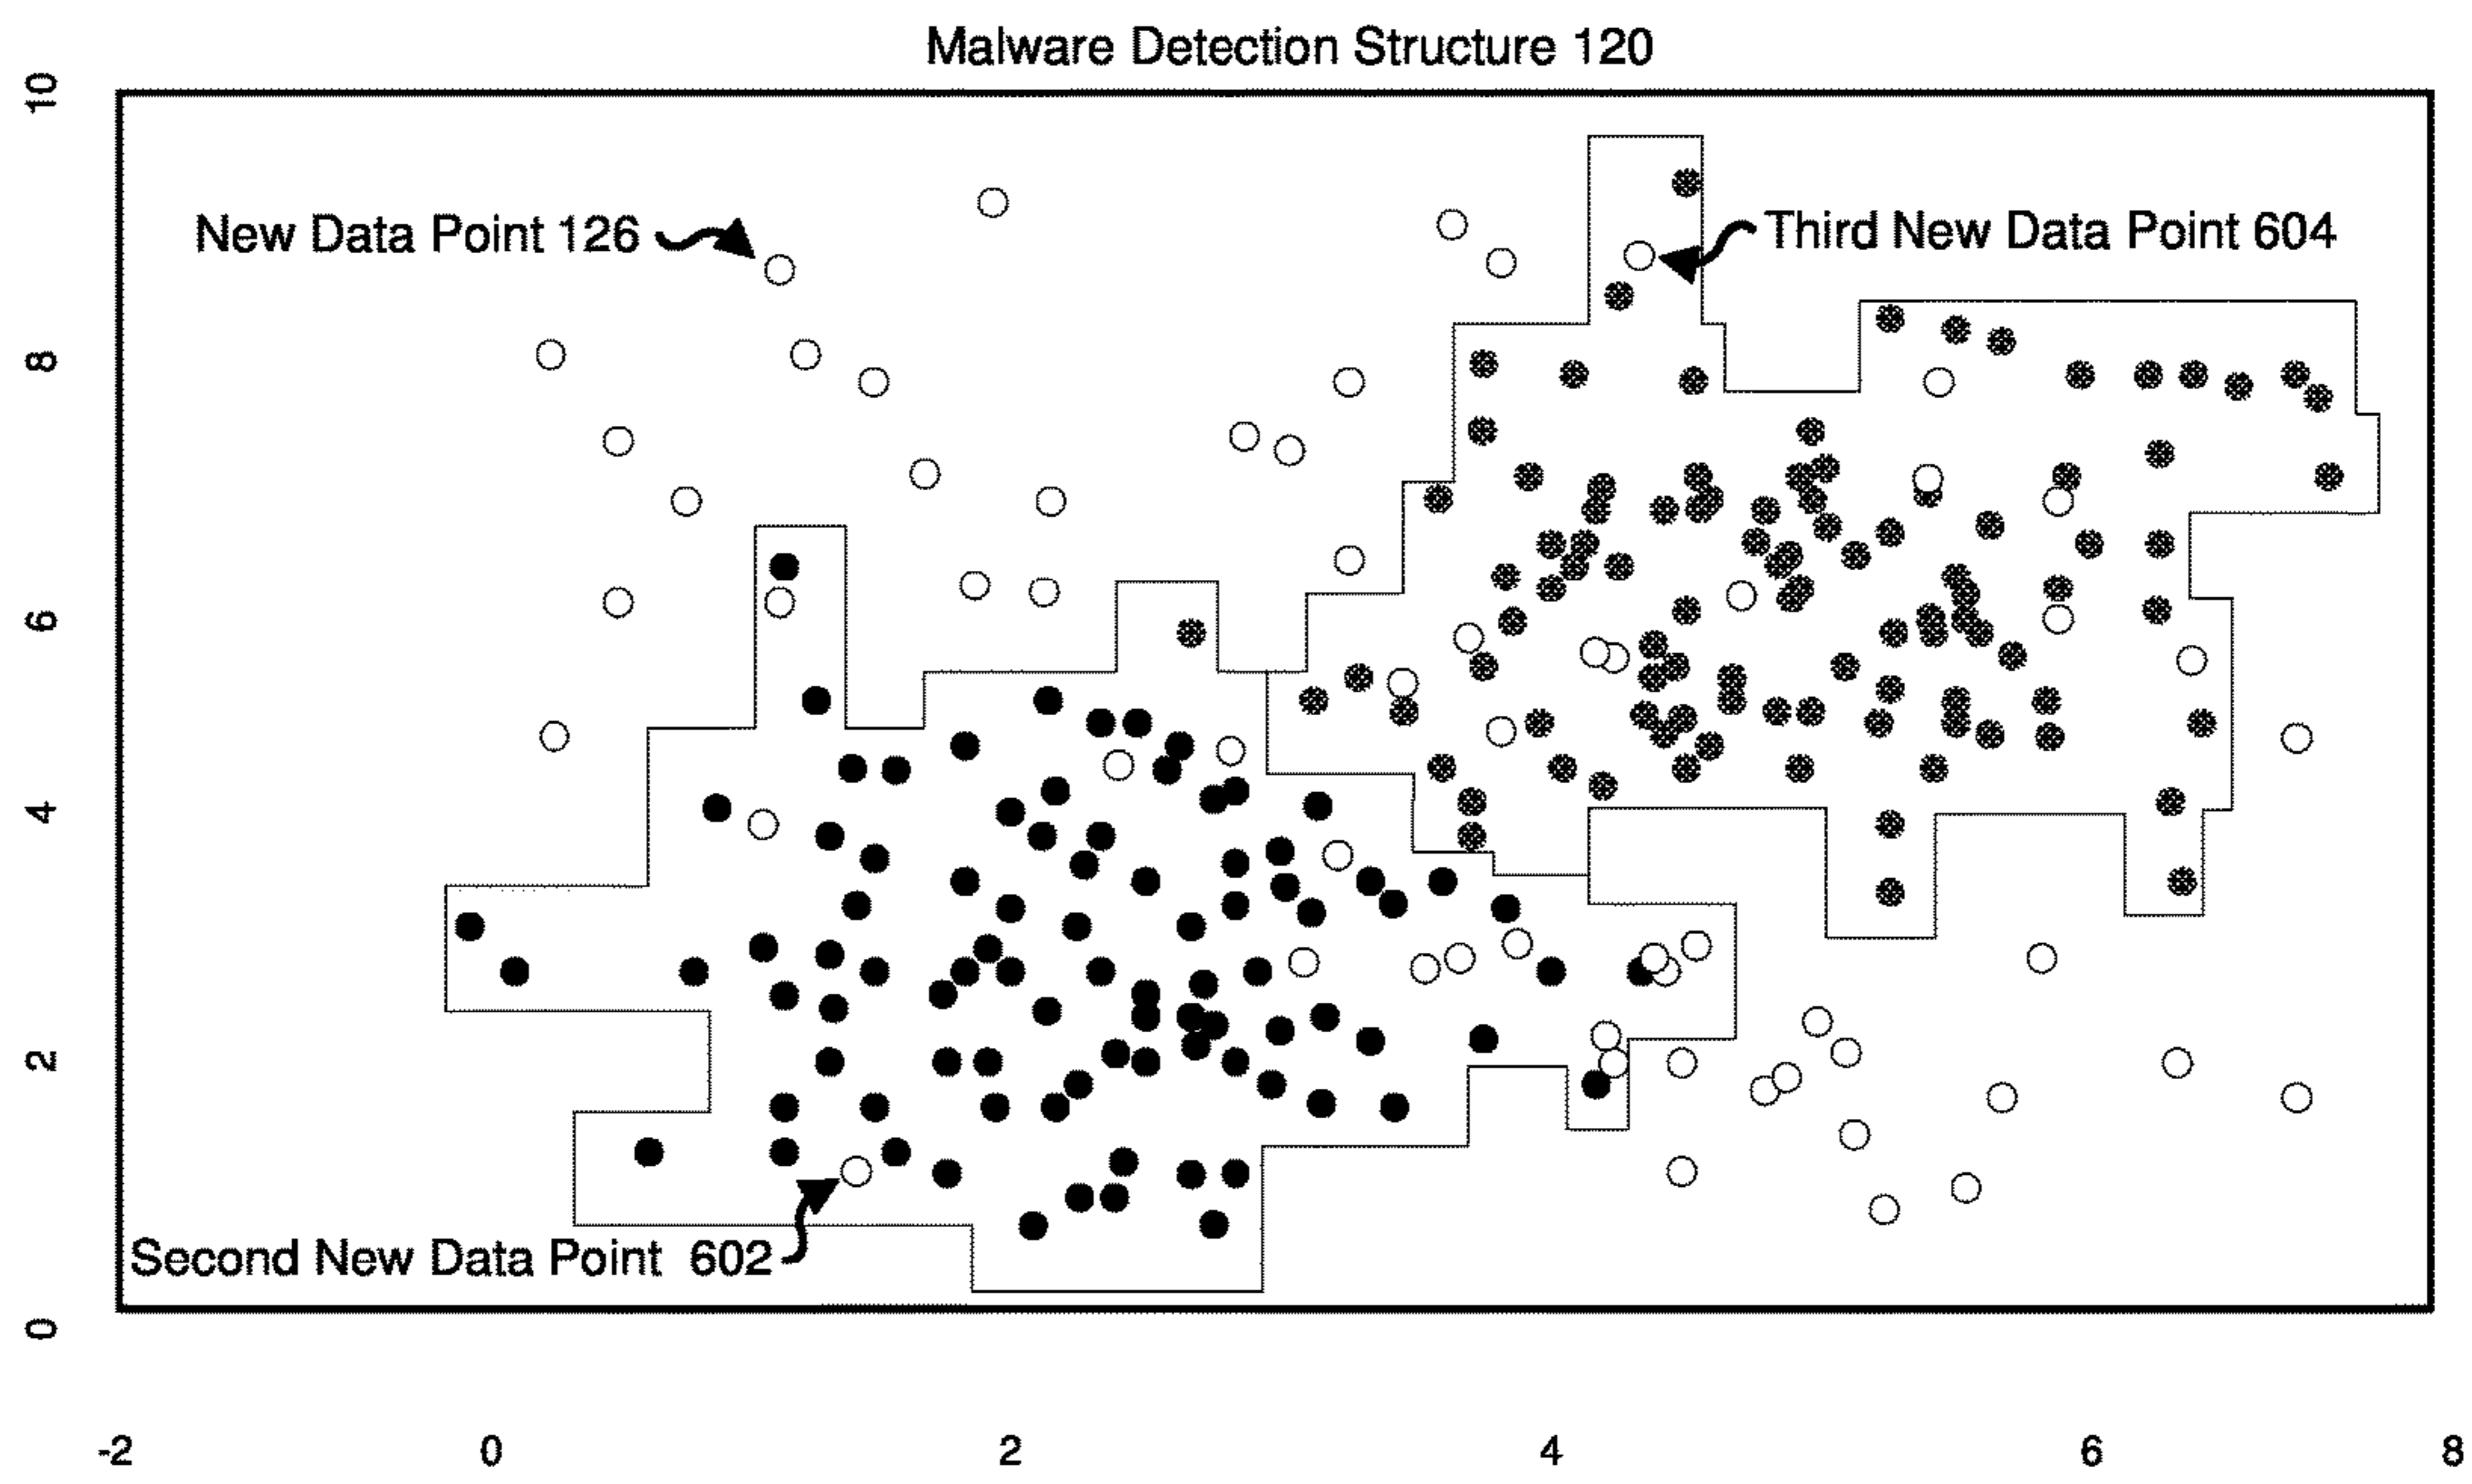 Malware Detection Structure 120
10
New Data Point 126
Third New Data Point 604
8
6
4
2
Second New Data Point 602
0
-2 0 2 4 6 8